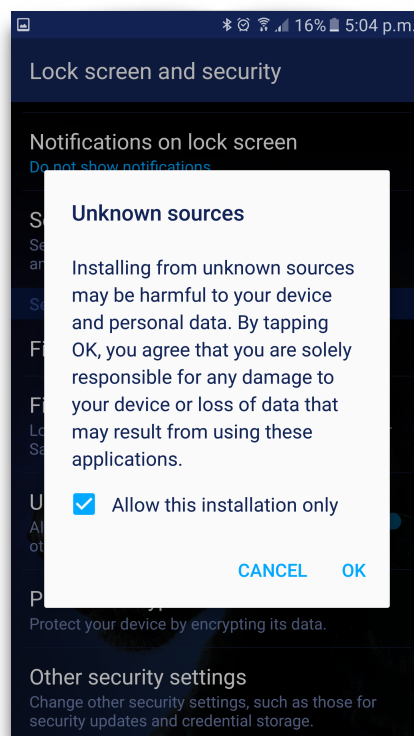 16% 5:04 p.m.
Lock screen and security
Notifications on lock screen
Do not show notifications
Unknown sources
Installing from unknown sources
may be harmful to your device
and personal data. By tapping
OK, you agree that you are solely
responsible for any damage to
your device or loss of data that
may result from using these
applications.
Allow this installation only
CANCEL OK
Protect your device by encrypting its data.
Other security settings
Change other security settings, such as those for
security updates and credential storage.